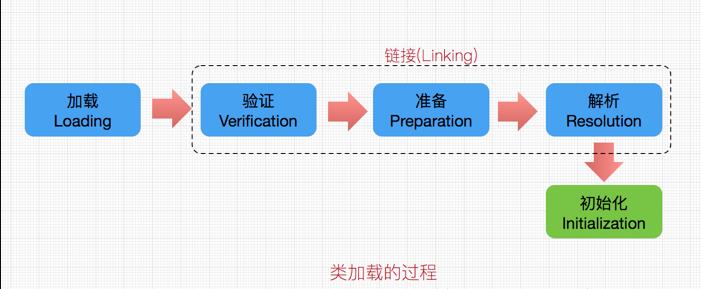 链接(Linking)
加载
Loading
验证
Verification
准备
Preparation
解析
Resolution
初始化
Initialization
类加载的过程